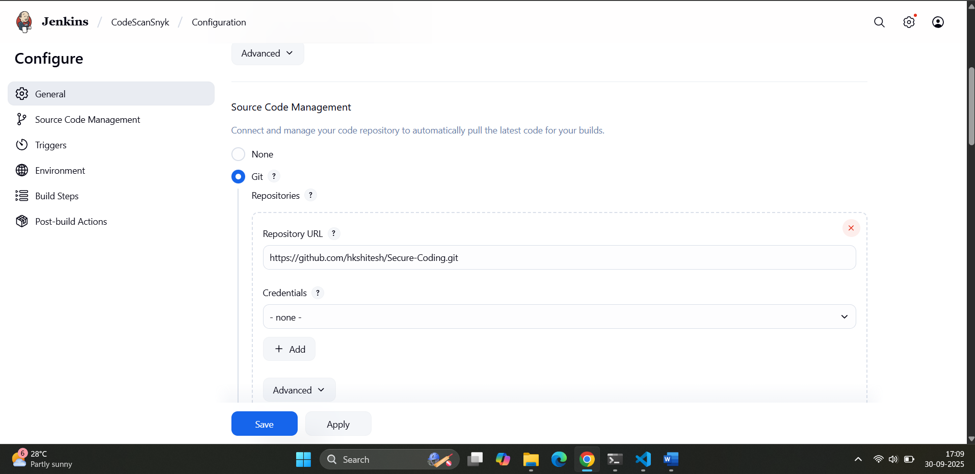 Jenkins / CodeScanSnyk / Configuration
Configure
General
Source Code Management
Triggers
Environment
Build Steps
Post-build Actions
Advanced
Source Code Management
Connect and manage your code repository to automatically pull the latest code for your builds.
None
Git ?
Repositories ?
Repository URL ?
https://github.com/hkshitesh/Secure-Coding.git
Credentials ?
- none -
+ Add
Advanced
Save
Apply
6
28°C
Partly sunny
Search
17:09
30-09-2025